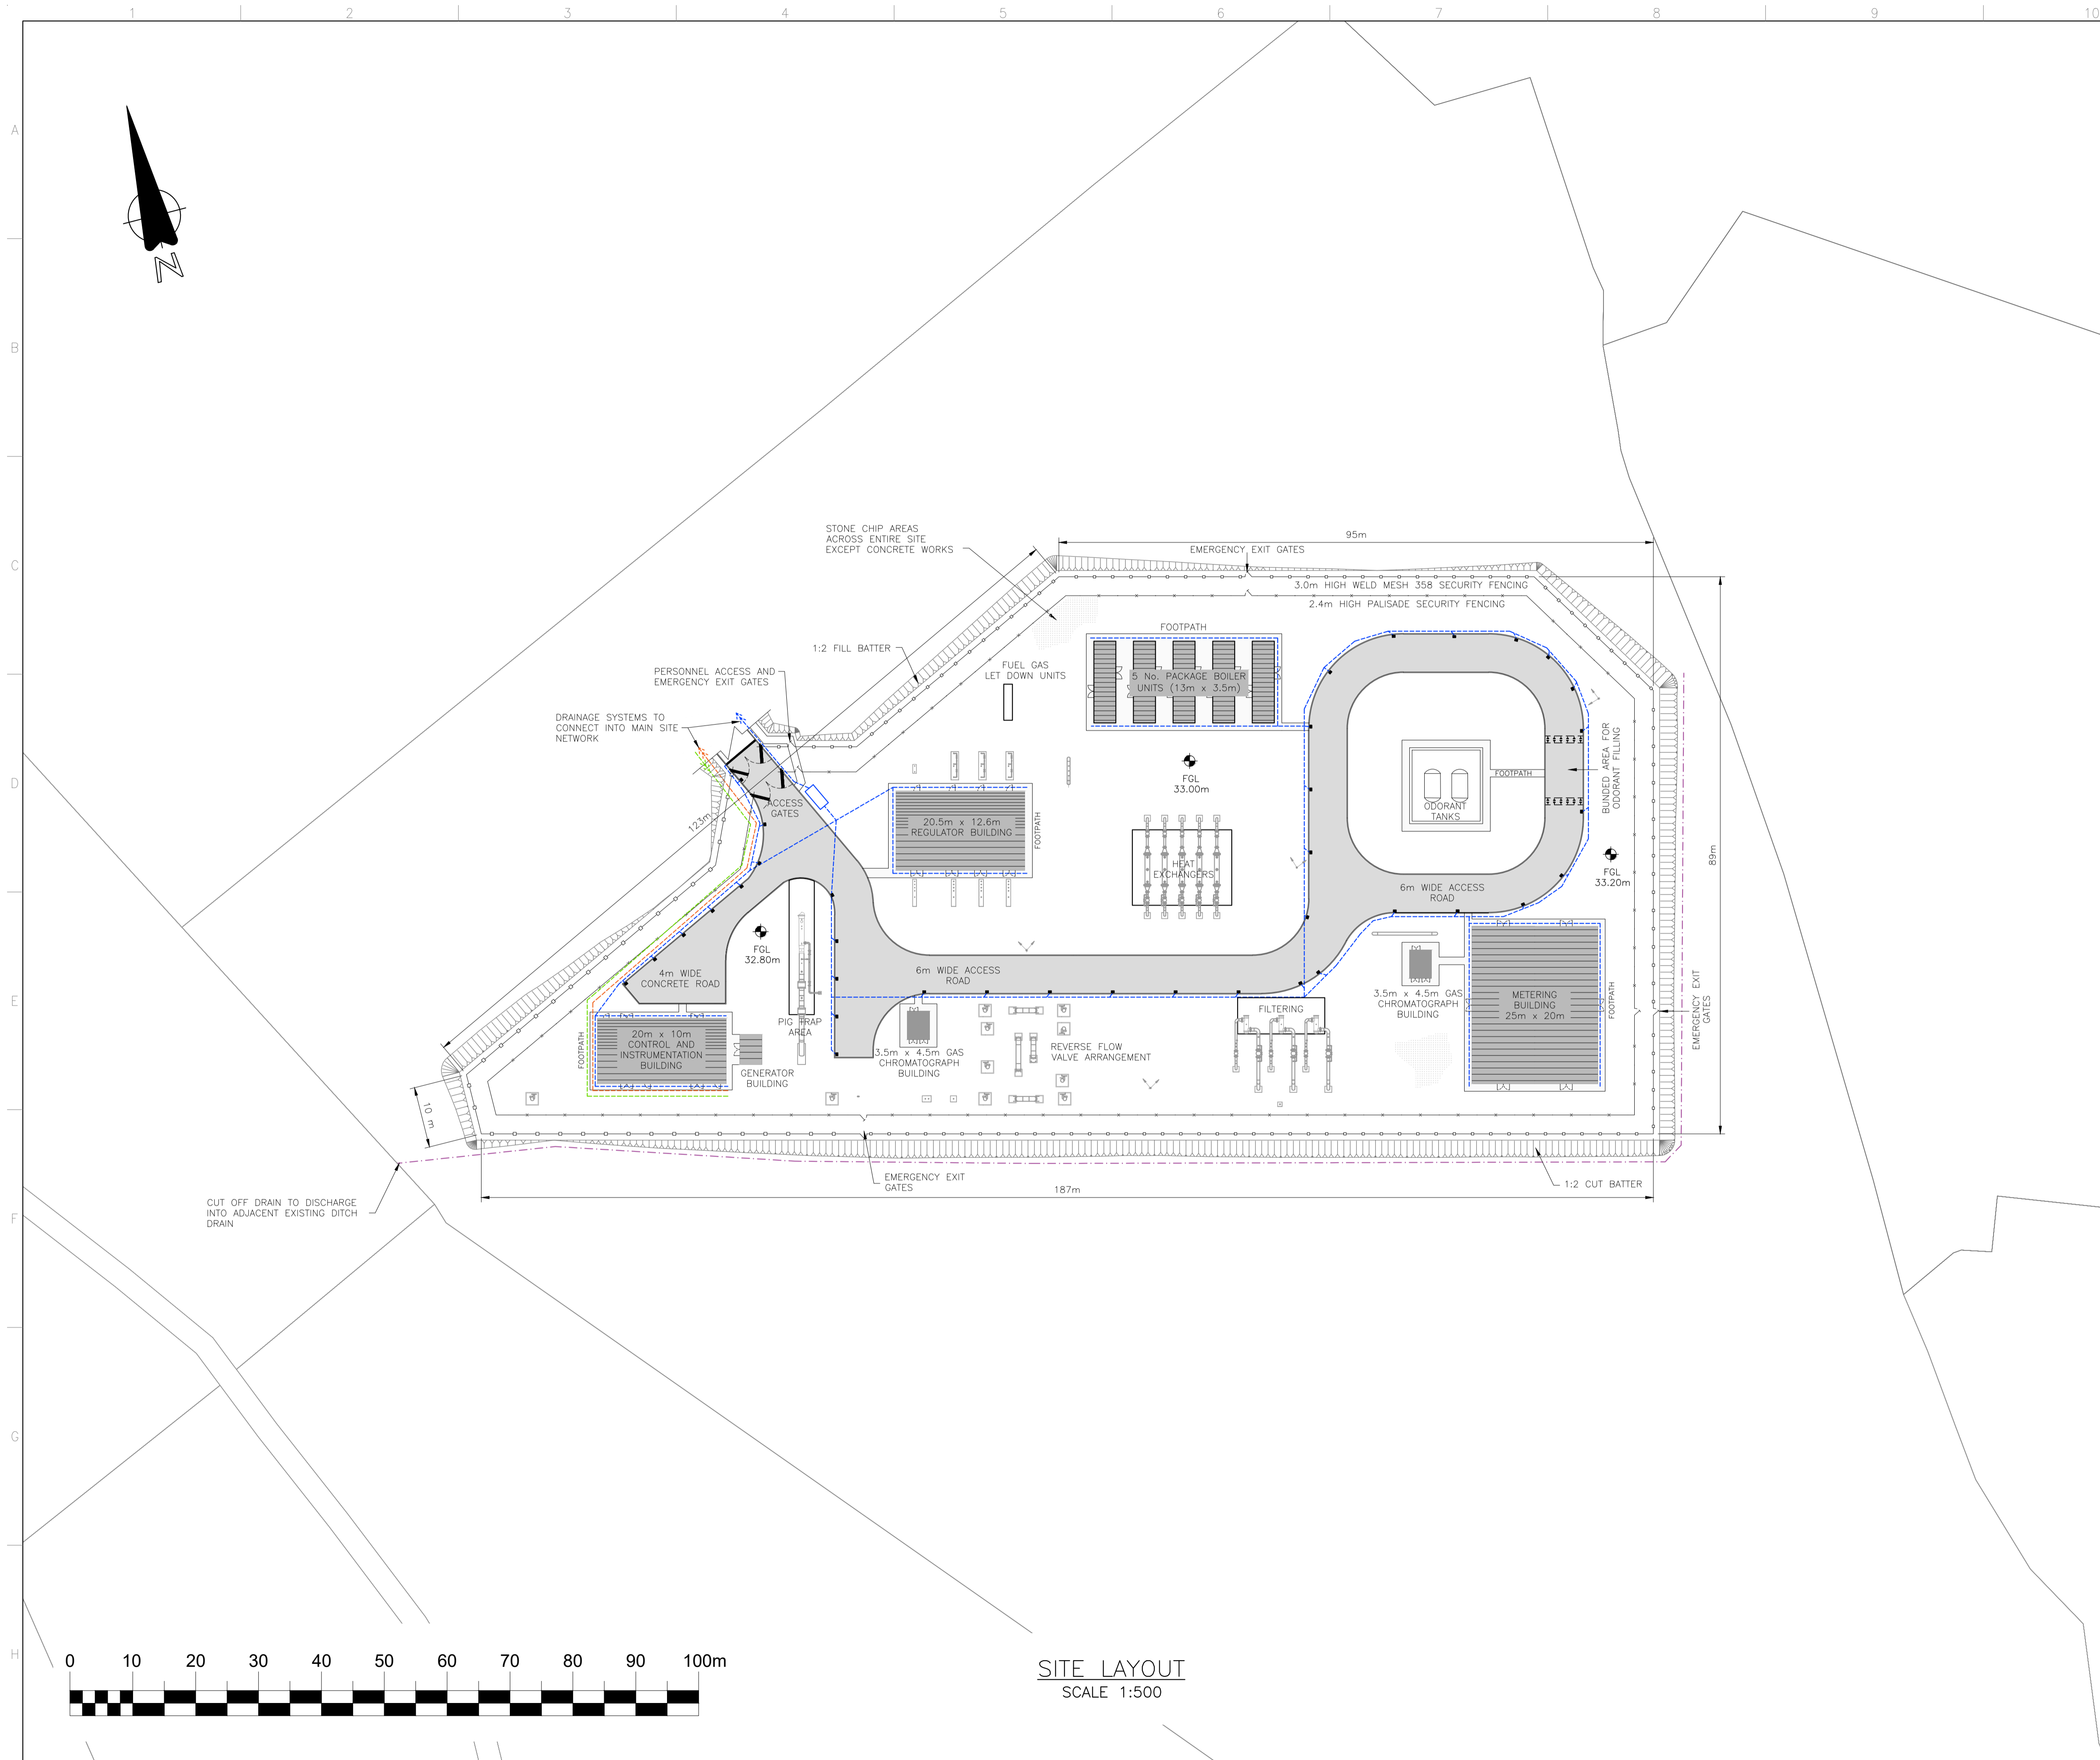 1 2 3 4 5 6 7 8 9 10
A
B
C
D
E
F
G
H
N
STONE CHIP AREAS
ACROSS ENTIRE SITE
EXCEPT CONCRETE WORKS
95m
EMERGENCY EXIT GATES
3.0m HIGH WELD MESH 358 SECURITY FENCING
2.4m HIGH PALISADE SECURITY FENCING
FOOTPATH
1:2 FILL BATTER
FUEL GAS
LET DOWN UNITS
5 No. PACKAGE BOILER
UNITS (13m x 3.5m)
PERSONNEL ACCESS AND
EMERGENCY EXIT GATES
DRAINAGE SYSTEMS TO
CONNECT INTO MAIN SITE
NETWORK
BUNDED AREA FOR
ODORANT FILLING
FOOTPATH
ODORANT
TANKS
FGL
33.00m
ACCESS
GATES
123m
20.5m x 12.6m
REGULATOR BUILDING
FOOTPATH
HEAT
EXCHANGERS
89m
FGL
33.20m
6m WIDE ACCESS
ROAD
FGL
32.80m
4m WIDE
CONCRETE ROAD
6m WIDE ACCESS
ROAD
PIG TRAP
AREA
FILTERING
3.5m x 4.5m GAS
CHROMATOGRAPH
BUILDING
METERING
BUILDING
25m x 20m
FOOTPATH
EMERGENCY EXIT
GATES
FOOTPATH
20m x 10m
CONTROL AND
INSTRUMENTATION
BUILDING
GENERATOR
BUILDING
3.5m x 4.5m GAS
CHROMATOGRAPH
BUILDING
REVERSE FLOW
VALVE ARRANGEMENT
10 m
EMERGENCY EXIT
GATES
187m
1:2 CUT BATTER
CUT OFF DRAIN TO DISCHARGE
INTO ADJACENT EXISTING DITCH
DRAIN
0 10 20 30 40 50 60 70 80 90 100m
SITE LAYOUT
SCALE 1:500